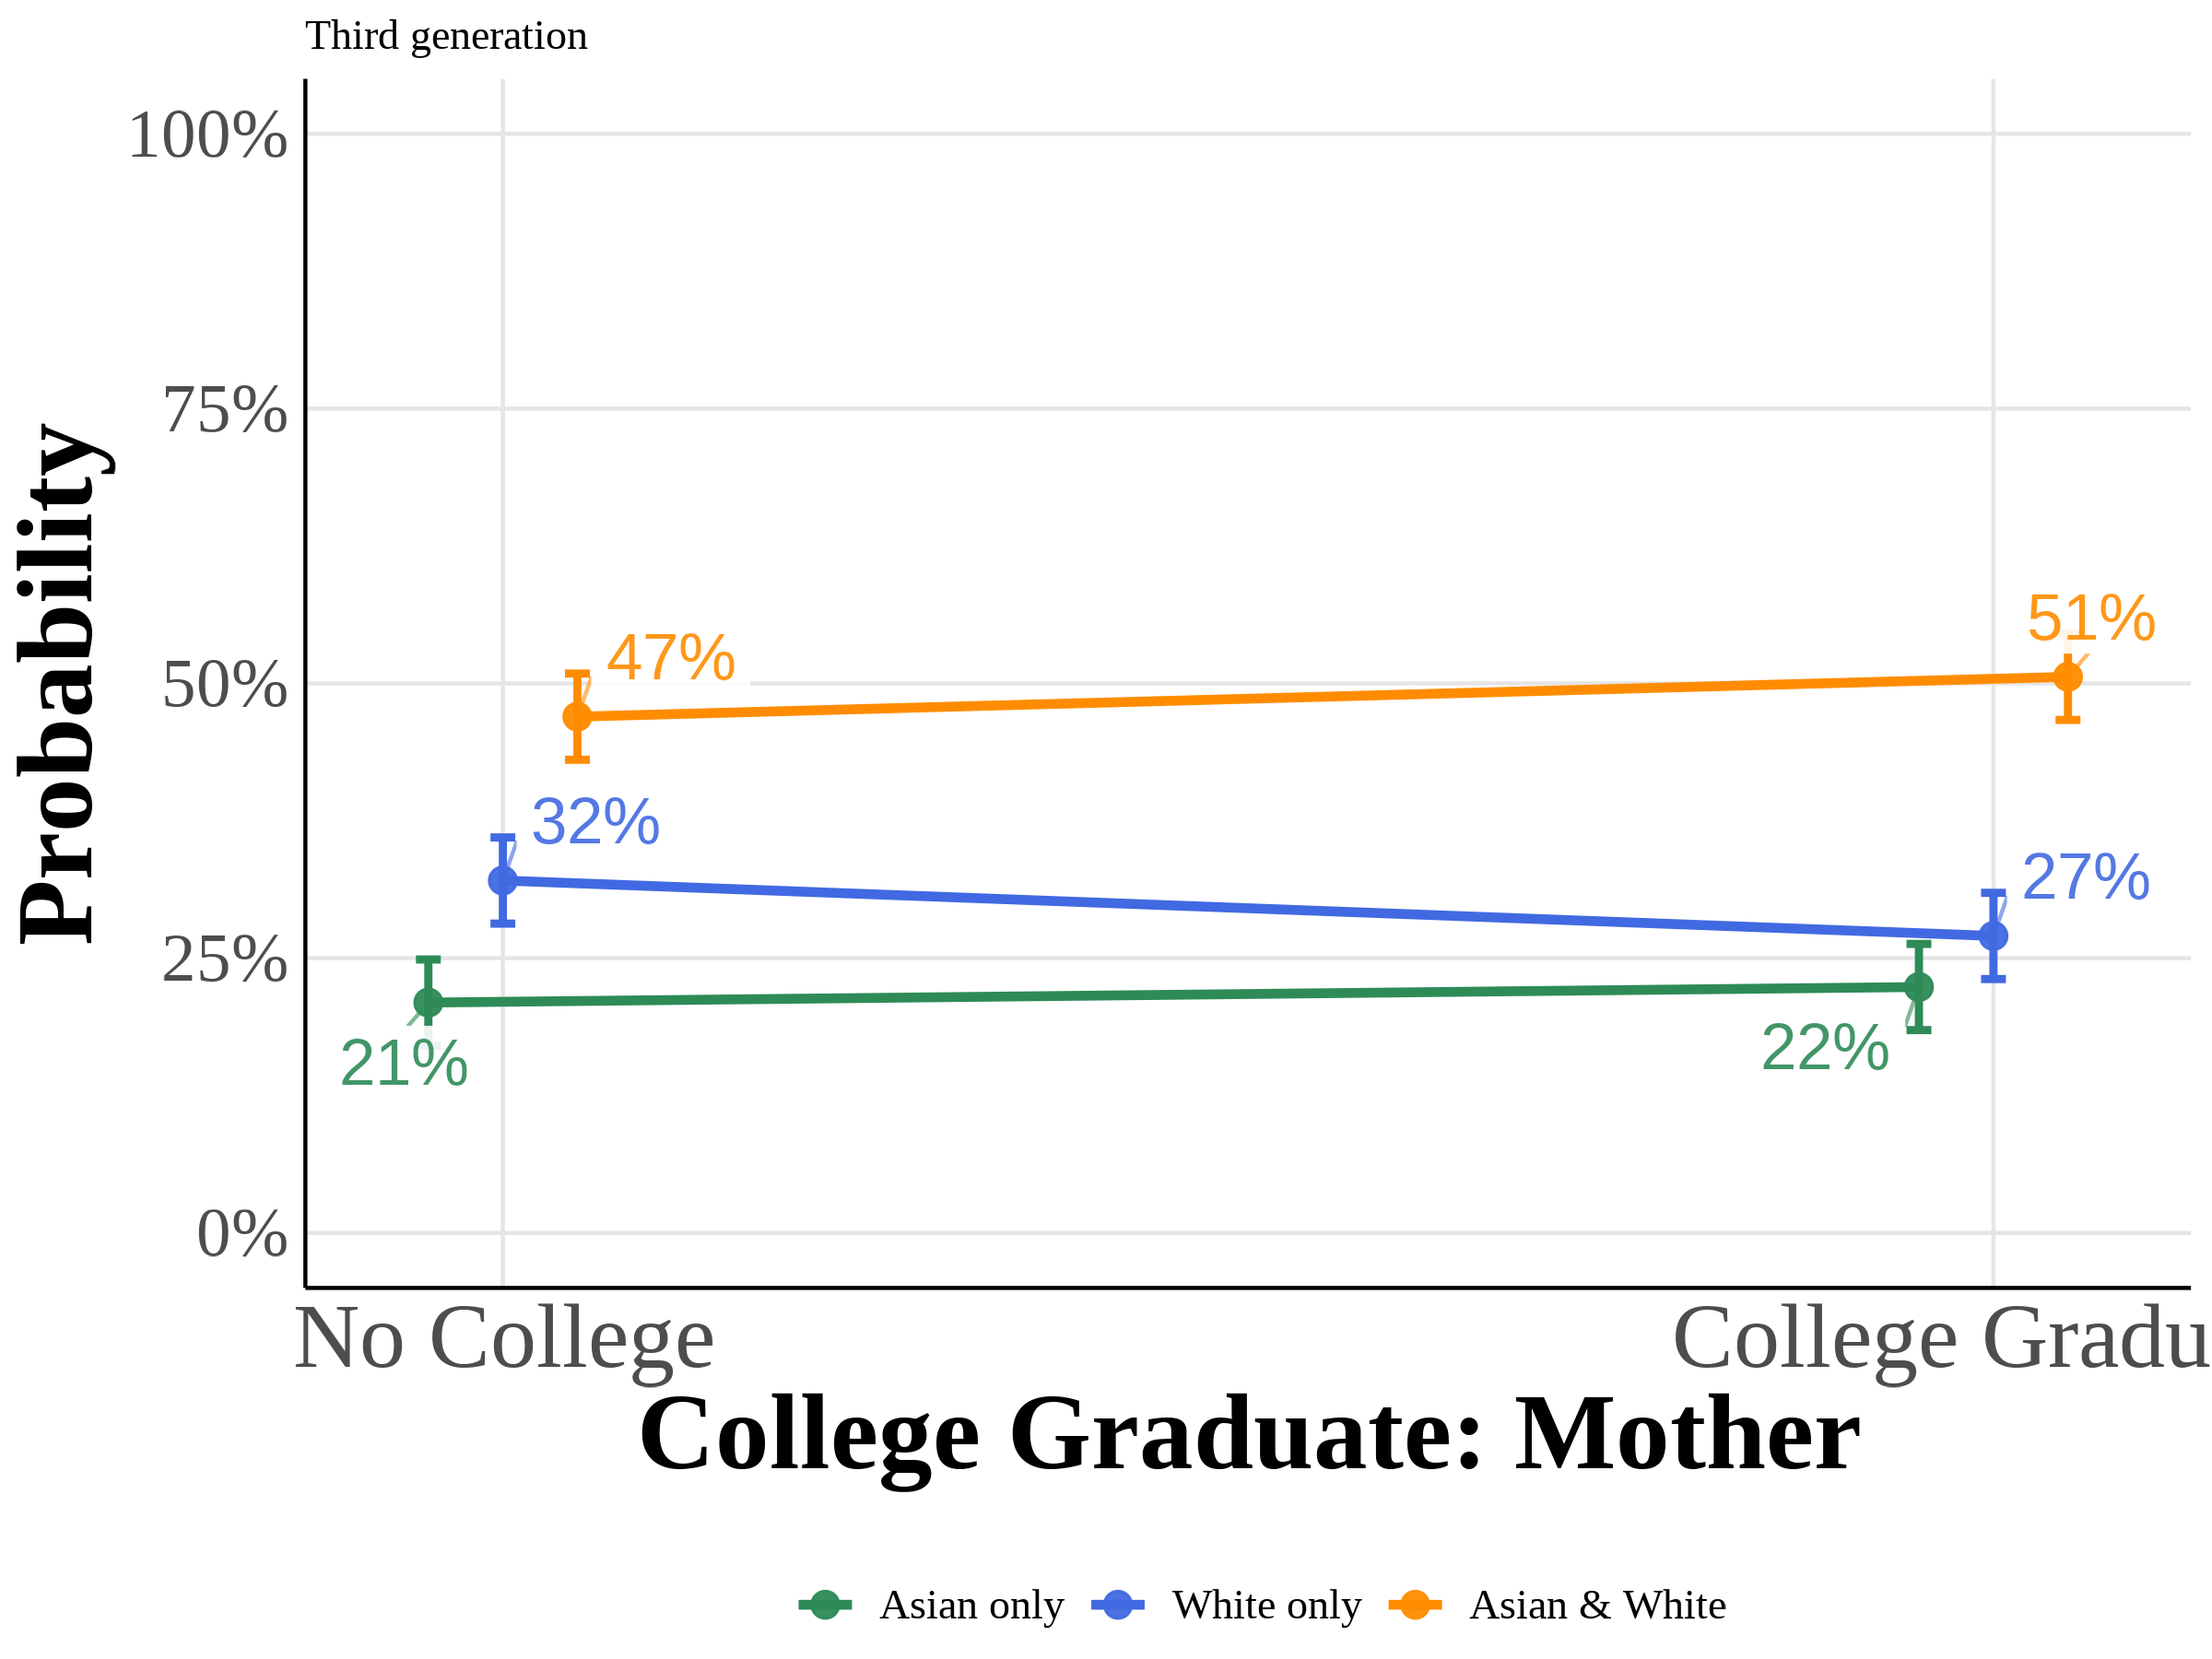 Third generation
100%
75%
50%
25%
0%
Probability
47%
51%
32%
27%
21%
22%
No College
College Gradu
College Graduate: Mother
Asian only
White only
Asian & White